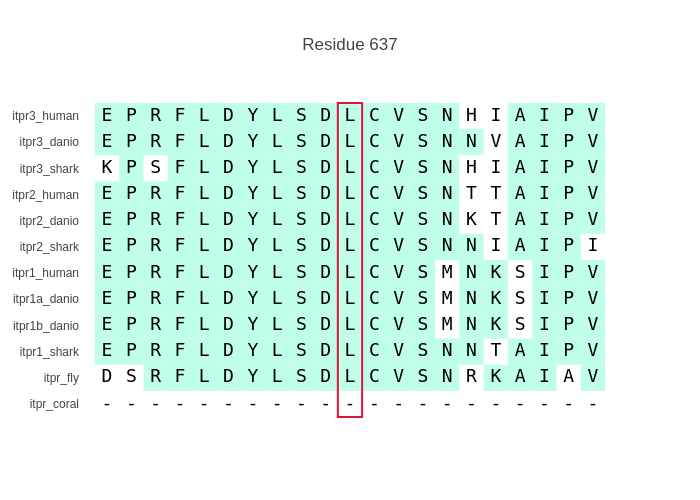 Residue 637
itpr3_human E P R F L D Y L S D L C V S N H I A I P V
itpr3_danio E P R F L D Y L S D L C V S N N V A I P V
itpr3_shark K P S F L D Y L S D L C V S N H I A I P V
itpr2_human E P R F L D Y L S D L C V S N T T A I P V
itpr2_danio E P R F L D Y L S D L C V S N K T A I P V
itpr2_shark E P R F L D Y L S D L C V S N N I A I P I
itpr1_human E P R F L D Y L S D L C V S M N K S I P V
itpr1a_danio E P R F L D Y L S D L C V S M N K S I P V
itpr1b_danio E P R F L D Y L S D L C V S M N K S I P V
itpr1_shark E P R F L D Y L S D L C V S N N T A I P V
itpr_fly D S R F L D Y L S D L C V S N R K A I A V
itpr_coral - - - - - - - - - - - - - - - - - - - - -